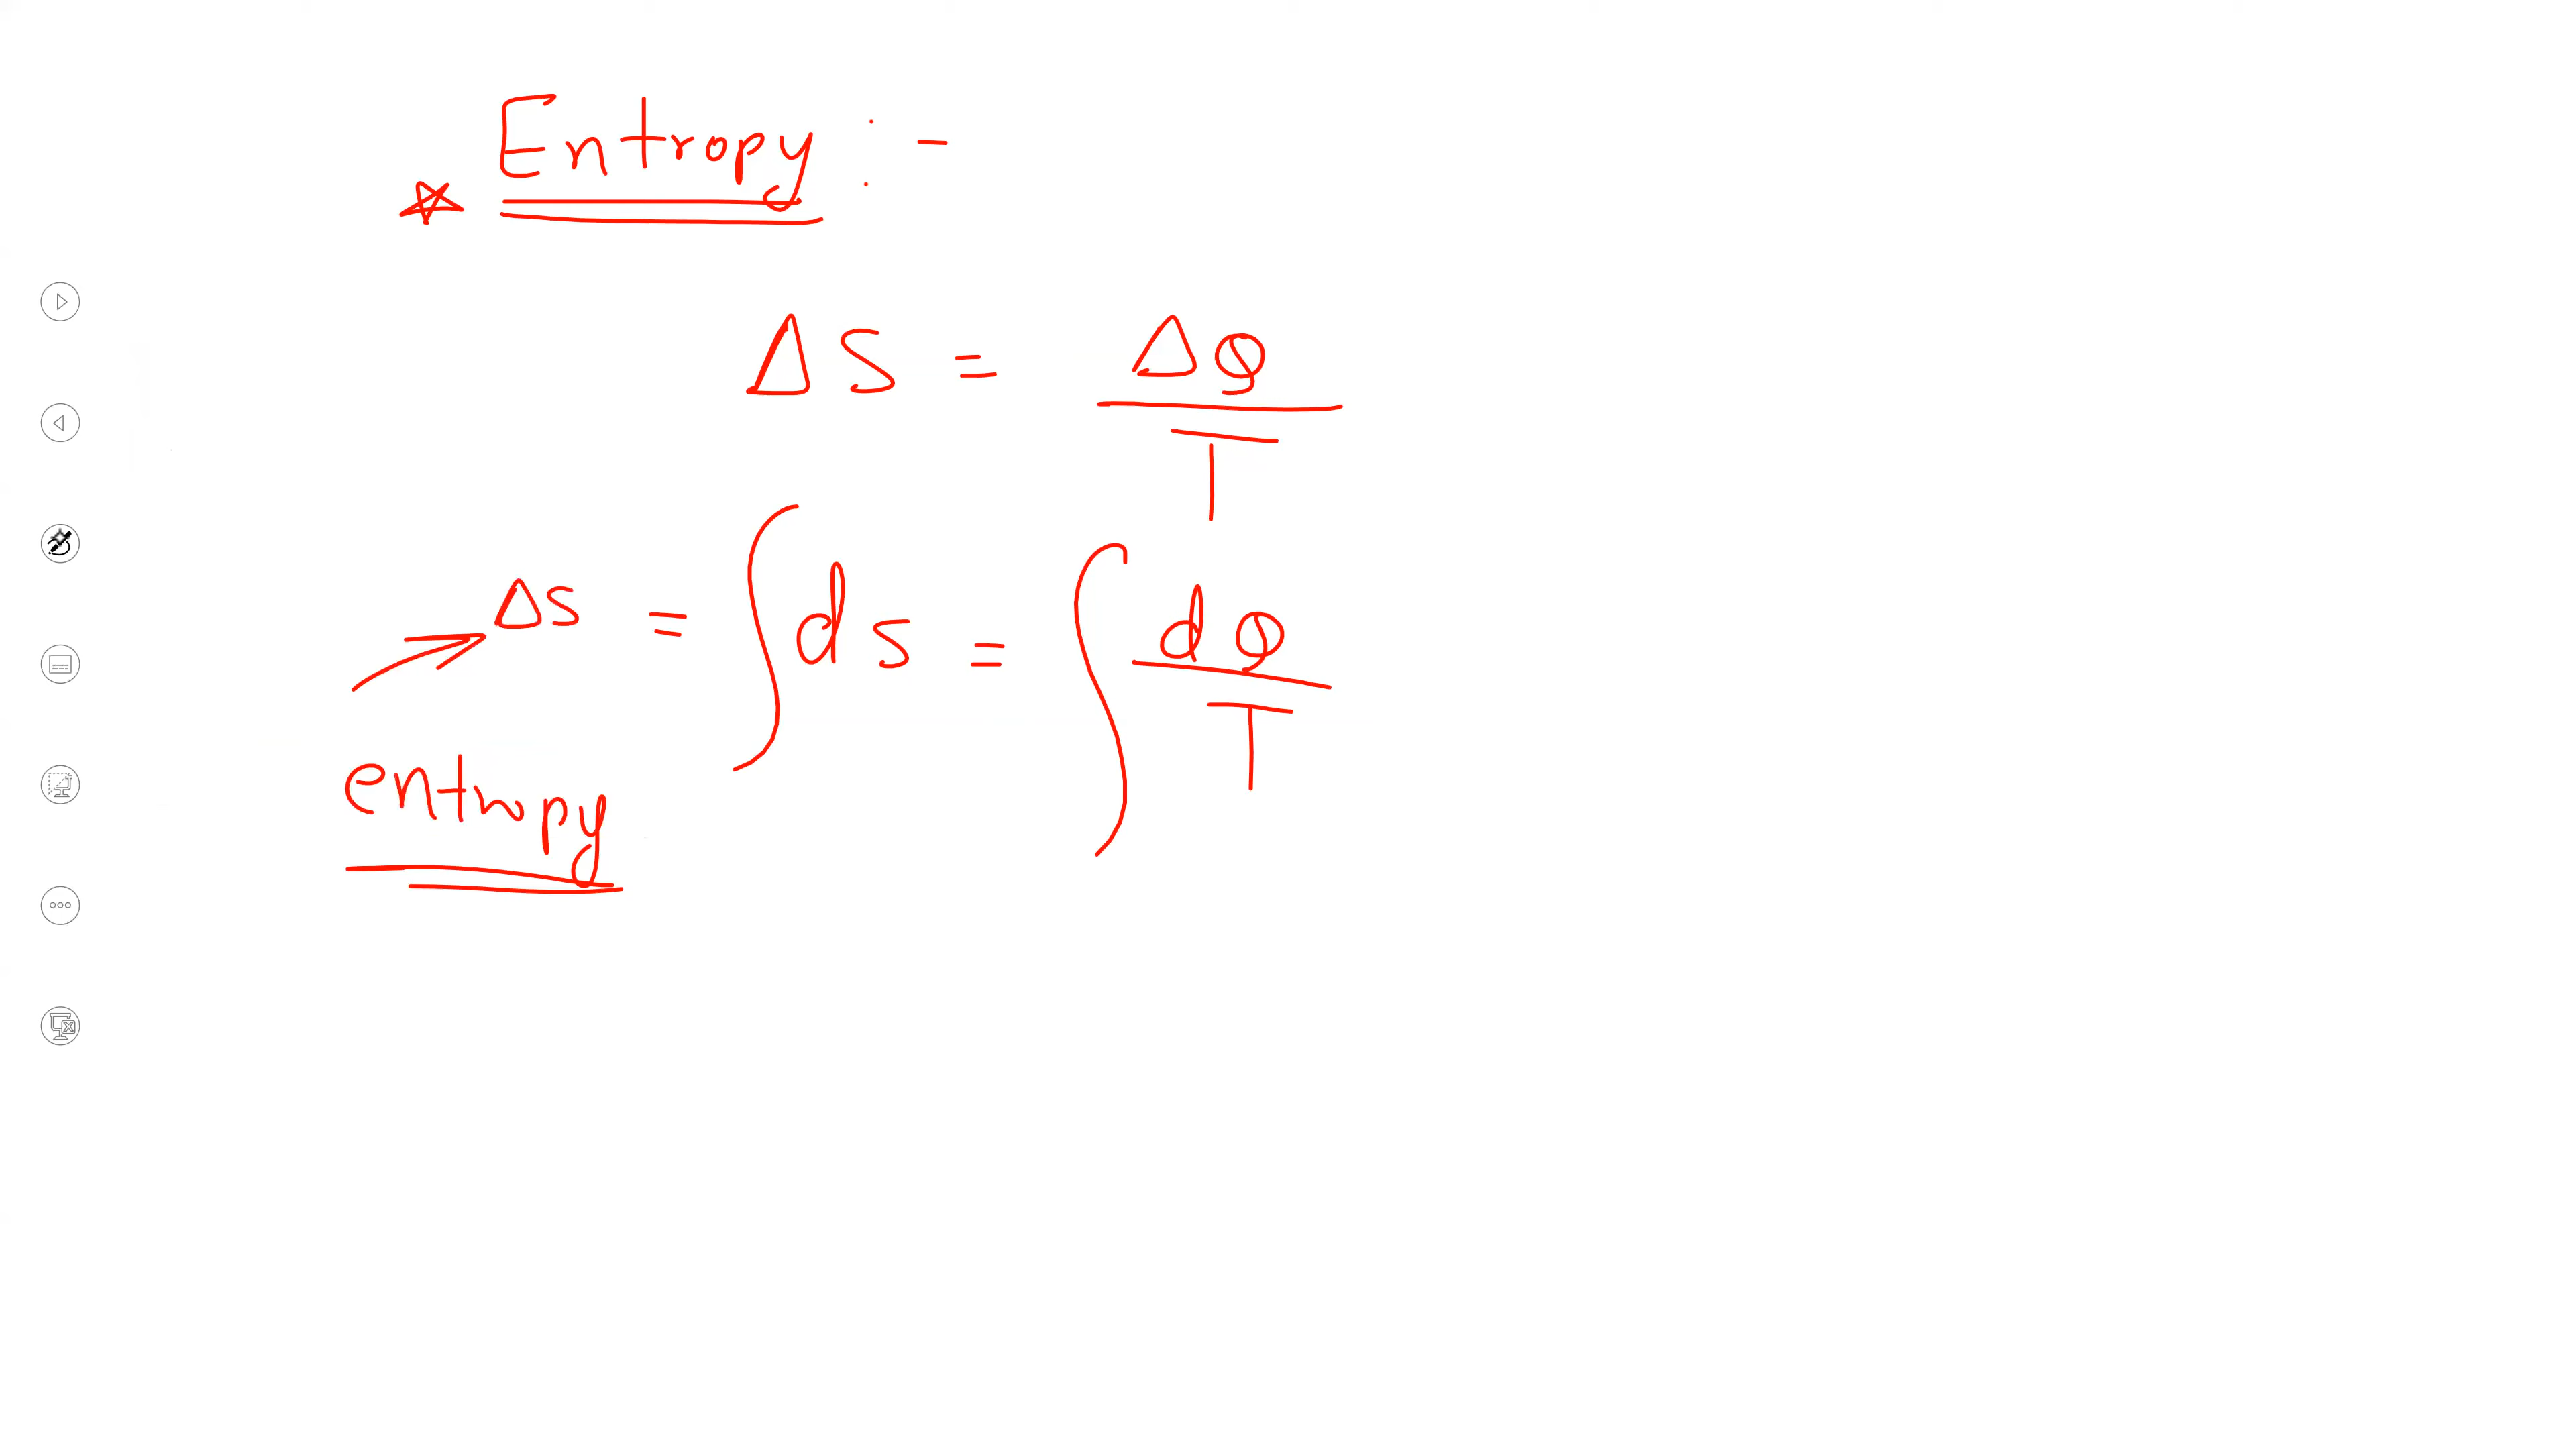 * Entropy :-
ΔS = ΔQ / T
Δs = ∫ds = ∫dQ / T
entropy